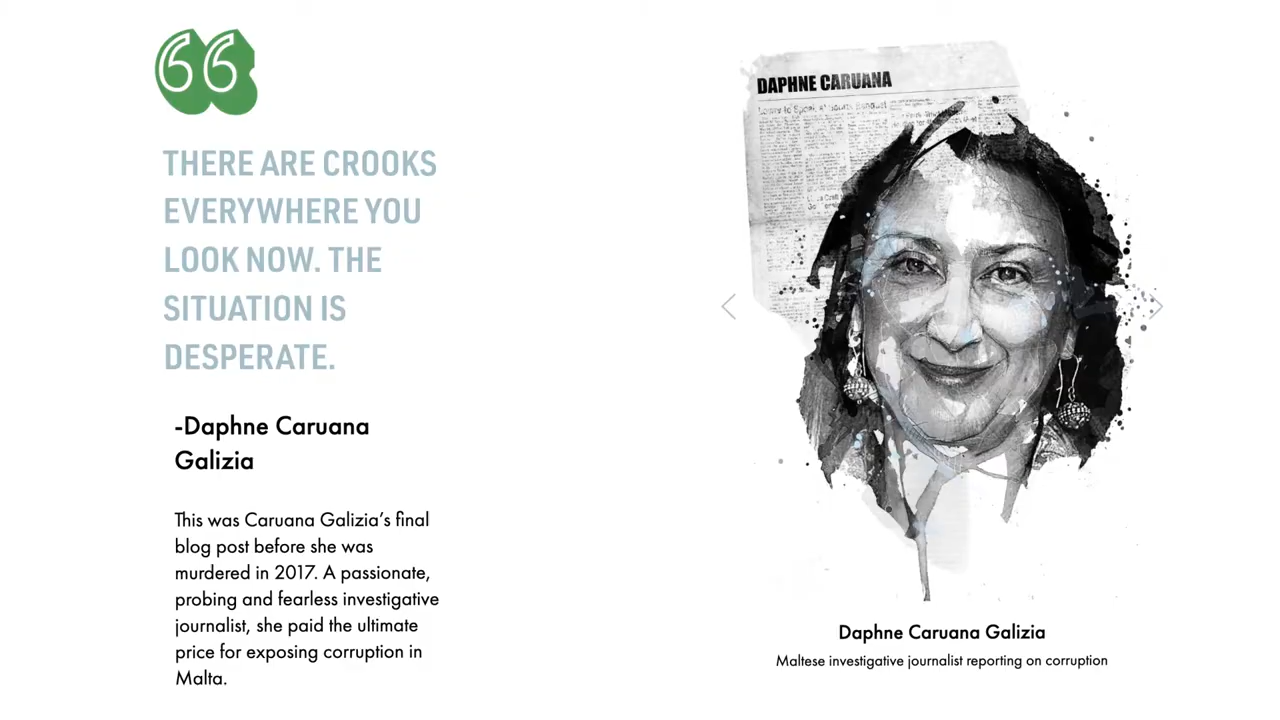 THERE ARE CROOKS
EVERYWHERE YOU
LOOK NOW. THE
SITUATION IS
DESPERATE.
-Daphne Caruana
Galizia
This was Caruana Galizia’s final
blog post before she was
murdered in 2017. A passionate,
probing and fearless investigative
journalist, she paid the ultimate
price for exposing corruption in
Malta.
DAPHNE CARUANA
Daphne Caruana Galizia
Maltese investigative journalist reporting on corruption